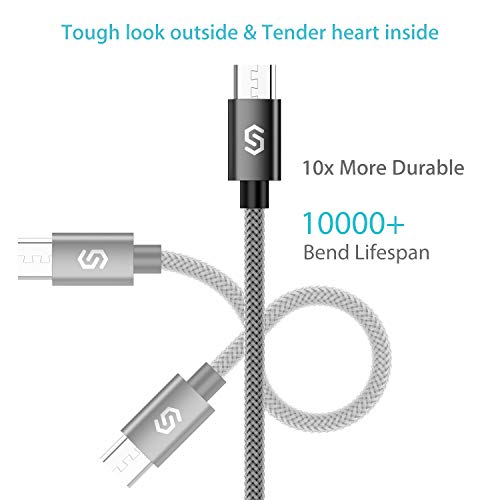 Tough look outside & Tender heart inside
10x More Durable
10000+
Bend Lifespan